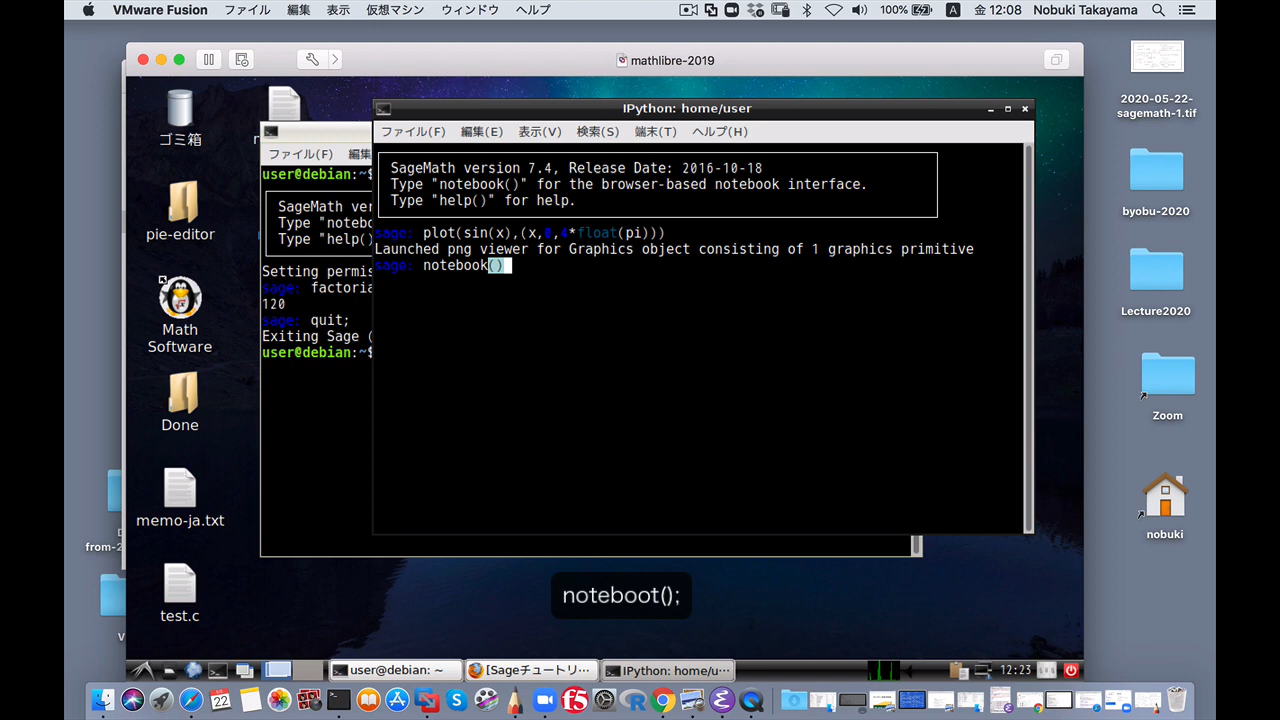 VMware Fusion ファイル 編集 表示 仮想マシン ウィンドウ ヘルプ 100% A 金 12:08 Nobuki Takayama
mathlibre-2019
ゴミ箱
pie-editor
Math
Software
Done
memo-ja.txt
test.c
ファイル(F) 編集
user@debian:~$
SageMath ver
Type "notebo
Type "help()
Setting permis
sage: factoria
120
sage: quit;
Exiting Sage (
user@debian:~$
IPython: home/user
ファイル(F) 編集(E) 表示(V) 検索(S) 端末(T) ヘルプ(H)
SageMath version 7.4, Release Date: 2016-10-18
Type "notebook()" for the browser-based notebook interface.
Type "help()" for help.
sage: plot(sin(x),(x,0,4*float(pi)))
Launched png viewer for Graphics object consisting of 1 graphics primitive
sage: notebook()
noteboot();
user@debian: ~ [Sageチュートリ... IPython: home/u... 12:23
2020-05-22-
sagemath-1.tif
byobu-2020
Lecture2020
Zoom
nobuki
from-2
V
22
f5